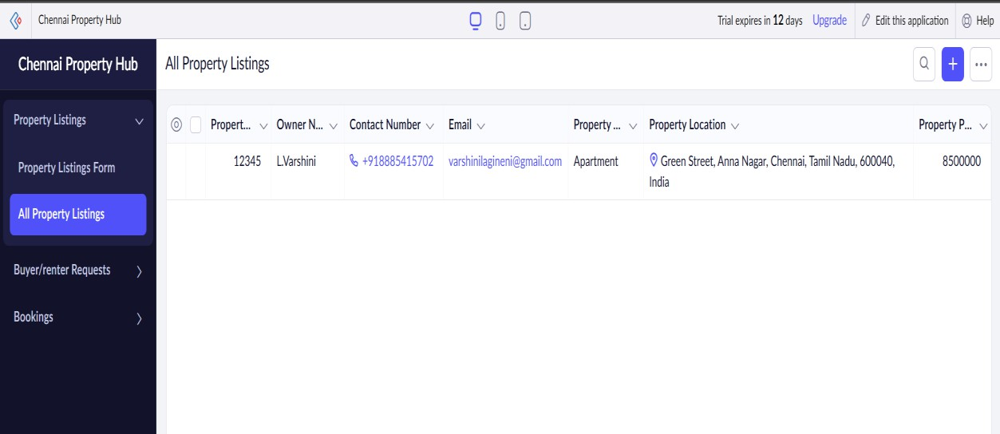 Chennai Property Hub
Trial expires in 12 days Upgrade Edit this application Help
Chennai Property Hub
All Property Listings
Property Listings
Property Listings Form
All Property Listings
Buyer/renter Requests
Bookings
Propert... Owner N... Contact Number Email Property ... Property Location Property P...
12345 L.Varshini +918885415702 varshinilagineni@gmail.com Apartment Green Street, Anna Nagar, Chennai, Tamil Nadu, 600040, 8500000
India